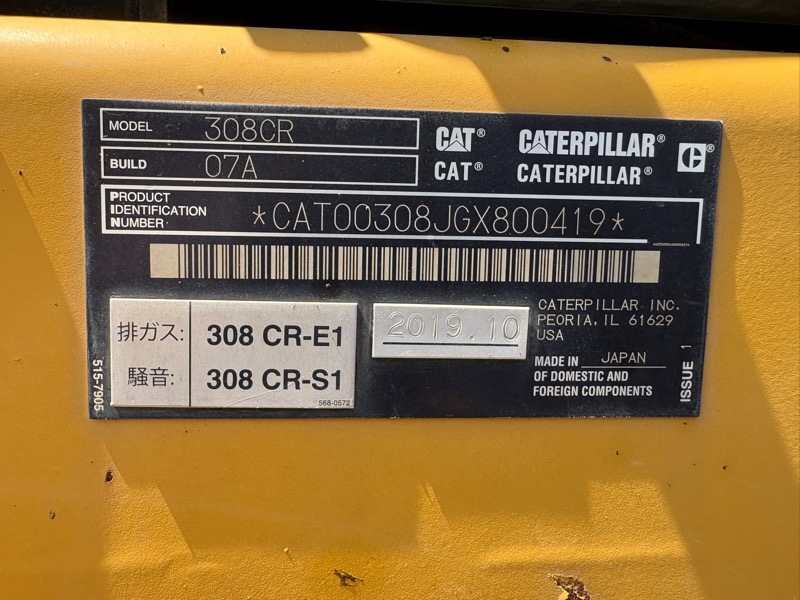 MODEL 308CR
BUILD 07A
CAT® CATERPILLAR® C®
CAT® CATERPILLAR®
PRODUCT
IDENTIFICATION
NUMBER
*CAT00308JGX800419*
排ガス: 308 CR-E1
騒音: 308 CR-S1
568-0572
2019.10
CATERPILLAR INC.
PEORIA, IL 61629
USA
MADE IN JAPAN
OF DOMESTIC AND
FOREIGN COMPONENTS
515-7905
ISSUE 1